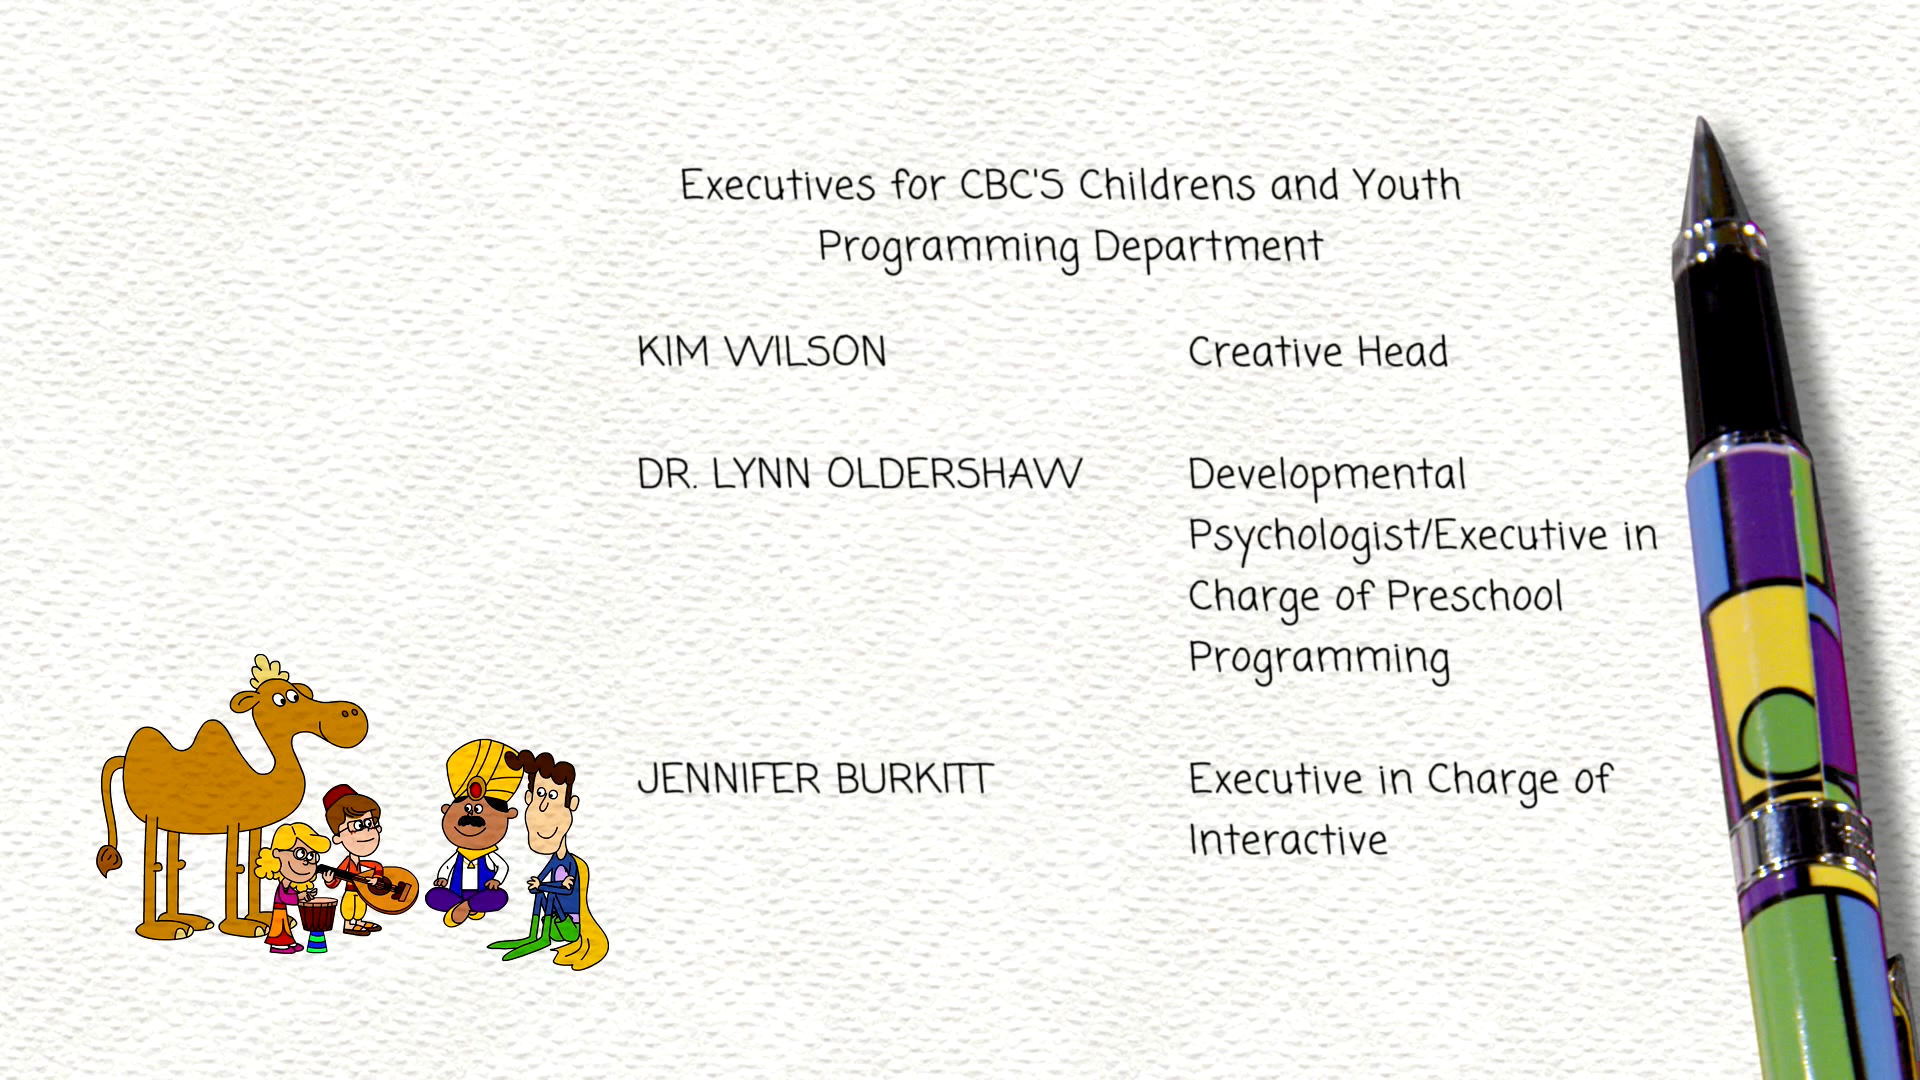 Executives for CBC'S Childrens and Youth
Programming Department
KIM WILSON Creative Head
DR. LYNN OLDERSHAW Developmental
Psychologist/Executive in
Charge of Preschool
Programming
JENNIFER BURKITT Executive in Charge of
Interactive